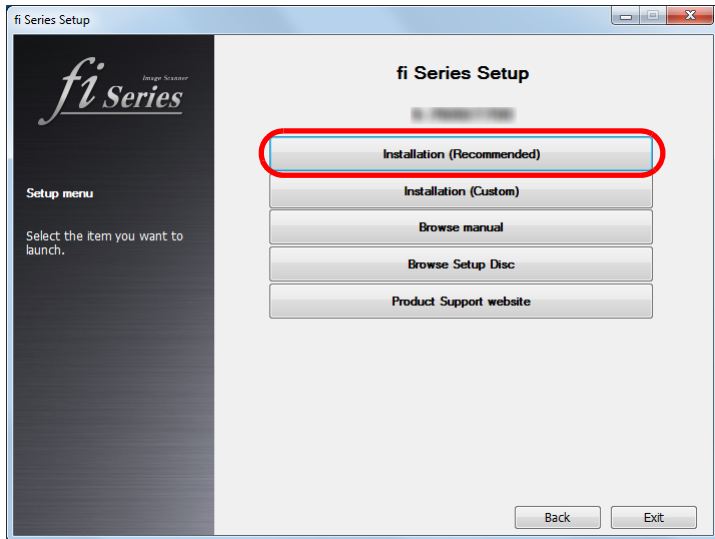 fi Series Setup
fi
Image Scanner
Series
Setup menu
Select the item you want to
launch.
fi Series Setup
Installation (Recommended)
Installation (Custom)
Browse manual
Browse Setup Disc
Product Support website
Back
Exit